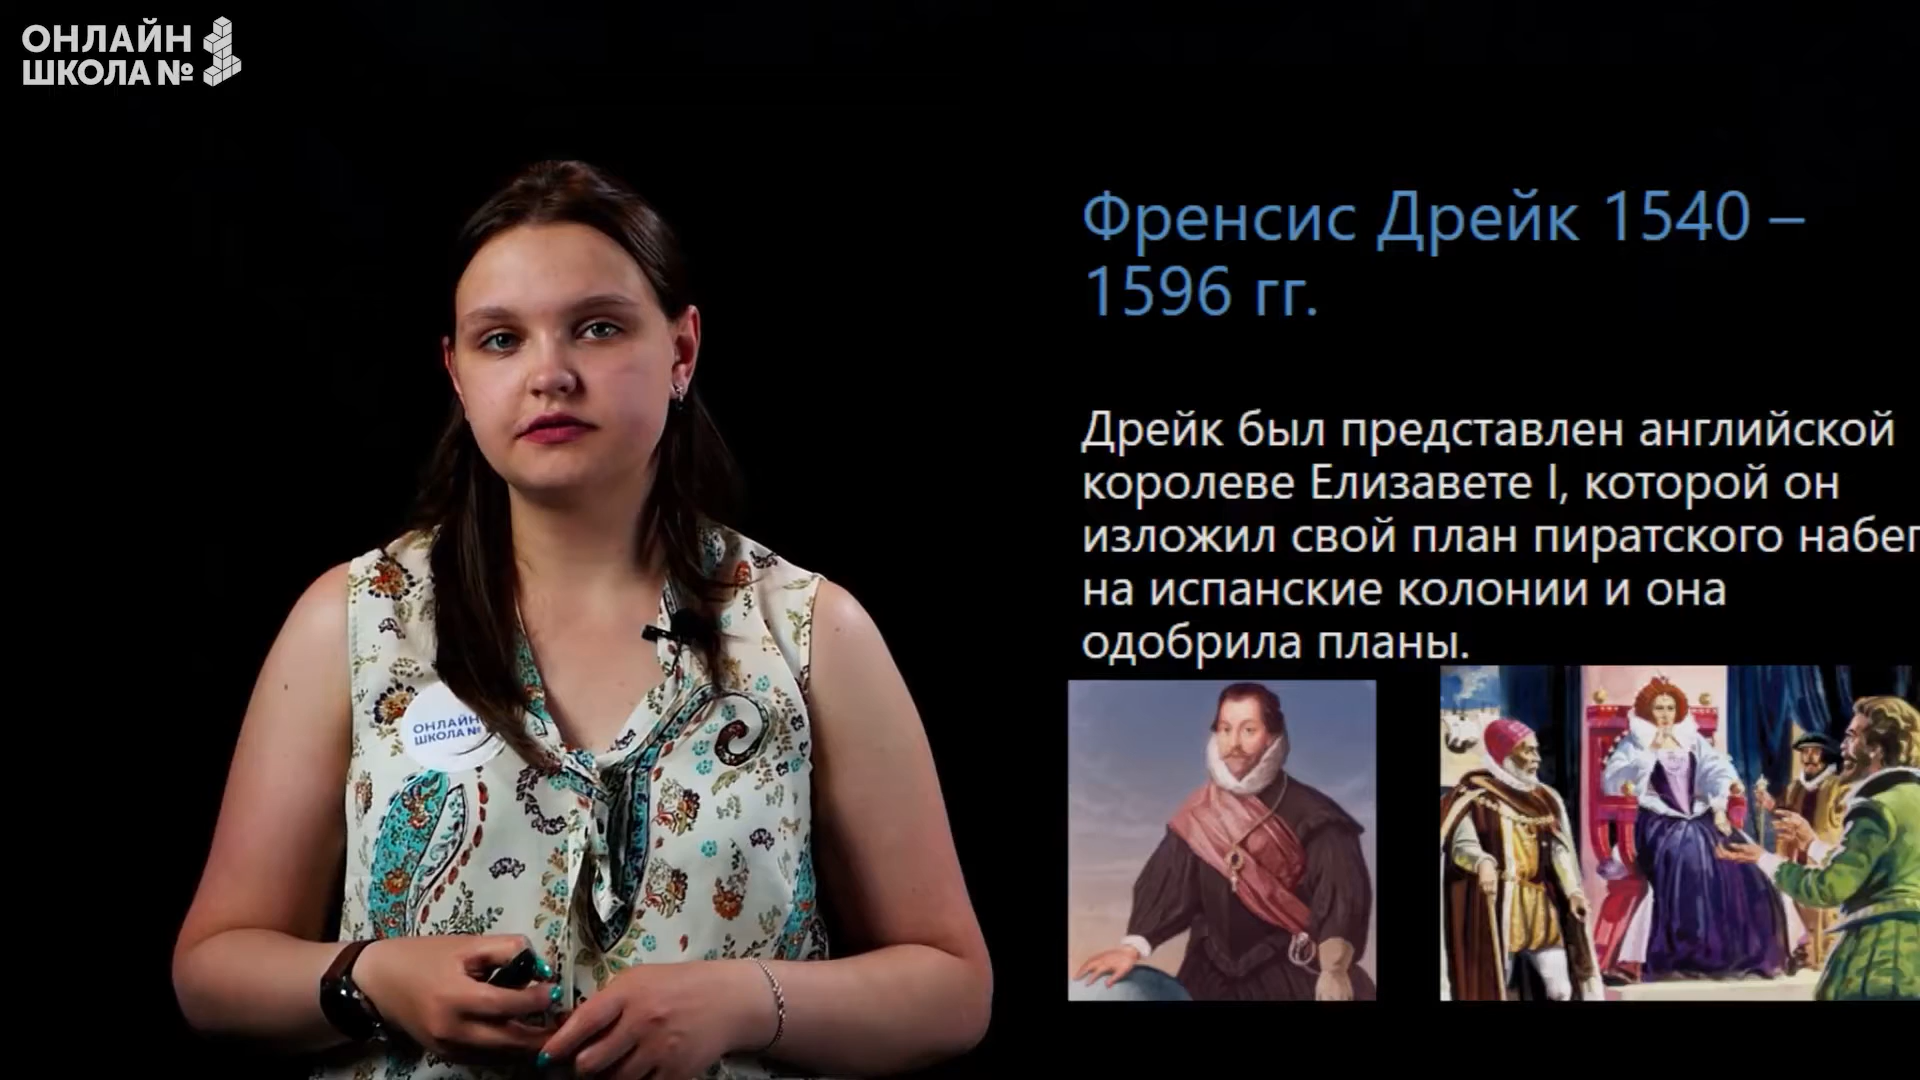 ОНЛАЙН
ШКОЛА №
Френсис Дрейк 1540 –
1596 гг.
Дрейк был представлен английской
королеве Елизавете I, которой он
изложил свой план пиратского набег
на испанские колонии и она
одобрила планы.
ОНЛАЙН
ШКОЛА №